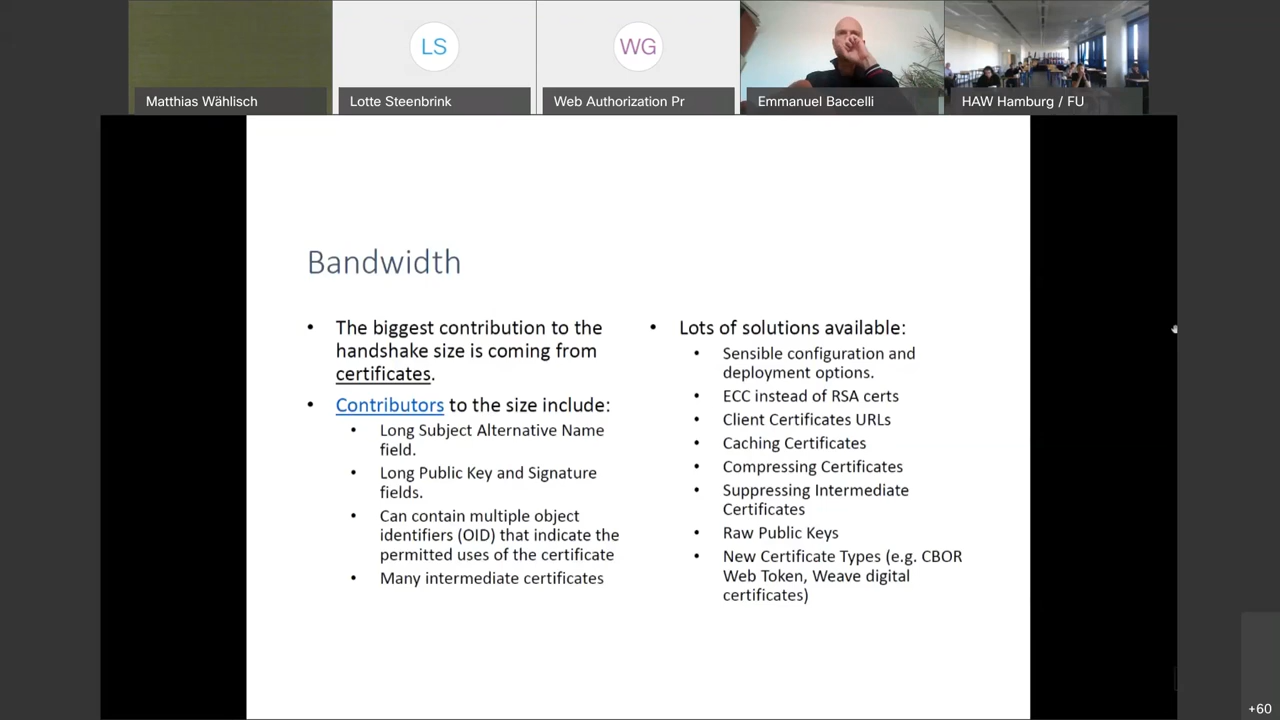 LS
WG
Matthias Wählisch
Lotte Steenbrink
Web Authorization Pr
Emmanuel Baccelli
HAW Hamburg / FU
Bandwidth
• The biggest contribution to the
handshake size is coming from
certificates.
• Contributors to the size include:
• Long Subject Alternative Name
field.
• Long Public Key and Signature
fields.
• Can contain multiple object
identifiers (OID) that indicate the
permitted uses of the certificate
• Many intermediate certificates
• Lots of solutions available:
• Sensible configuration and
deployment options.
• ECC instead of RSA certs
• Client Certificates URLs
• Caching Certificates
• Compressing Certificates
• Suppressing Intermediate
Certificates
• Raw Public Keys
• New Certificate Types (e.g. CBOR
Web Token, Weave digital
certificates)
+60